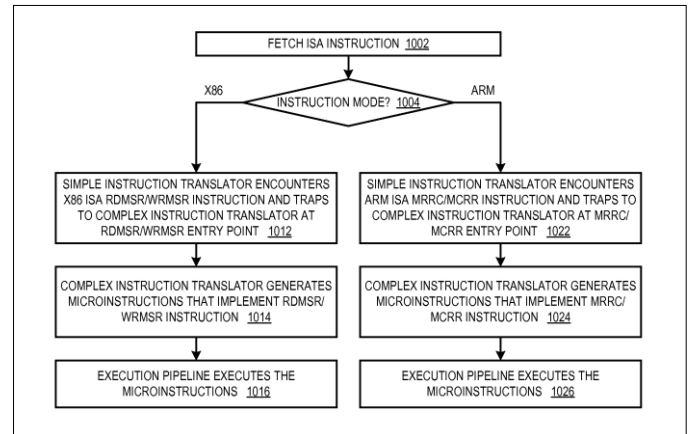 FETCH ISA INSTRUCTION 1002
X86
INSTRUCTION MODE? 1004
ARM
SIMPLE INSTRUCTION TRANSLATOR ENCOUNTERS
X86 ISA RDMSR/WRMSR INSTRUCTION AND TRAPS
TO COMPLEX INSTRUCTION TRANSLATOR AT
RDMSR/WRMSR ENTRY POINT 1012
SIMPLE INSTRUCTION TRANSLATOR ENCOUNTERS
ARM ISA MRRC/MCRR INSTRUCTION AND TRAPS TO
COMPLEX INSTRUCTION TRANSLATOR AT MRRC/
MCRR ENTRY POINT 1022
COMPLEX INSTRUCTION TRANSLATOR GENERATES
MICROINSTRUCTIONS THAT IMPLEMENT RDMSR/
WRMSR INSTRUCTION 1014
COMPLEX INSTRUCTION TRANSLATOR GENERATES
MICROINSTRUCTIONS THAT IMPLEMENT MRRC/
MCRR INSTRUCTION 1024
EXECUTION PIPELINE EXECUTES THE
MICROINSTRUCTIONS 1016
EXECUTION PIPELINE EXECUTES THE
MICROINSTRUCTIONS 1026